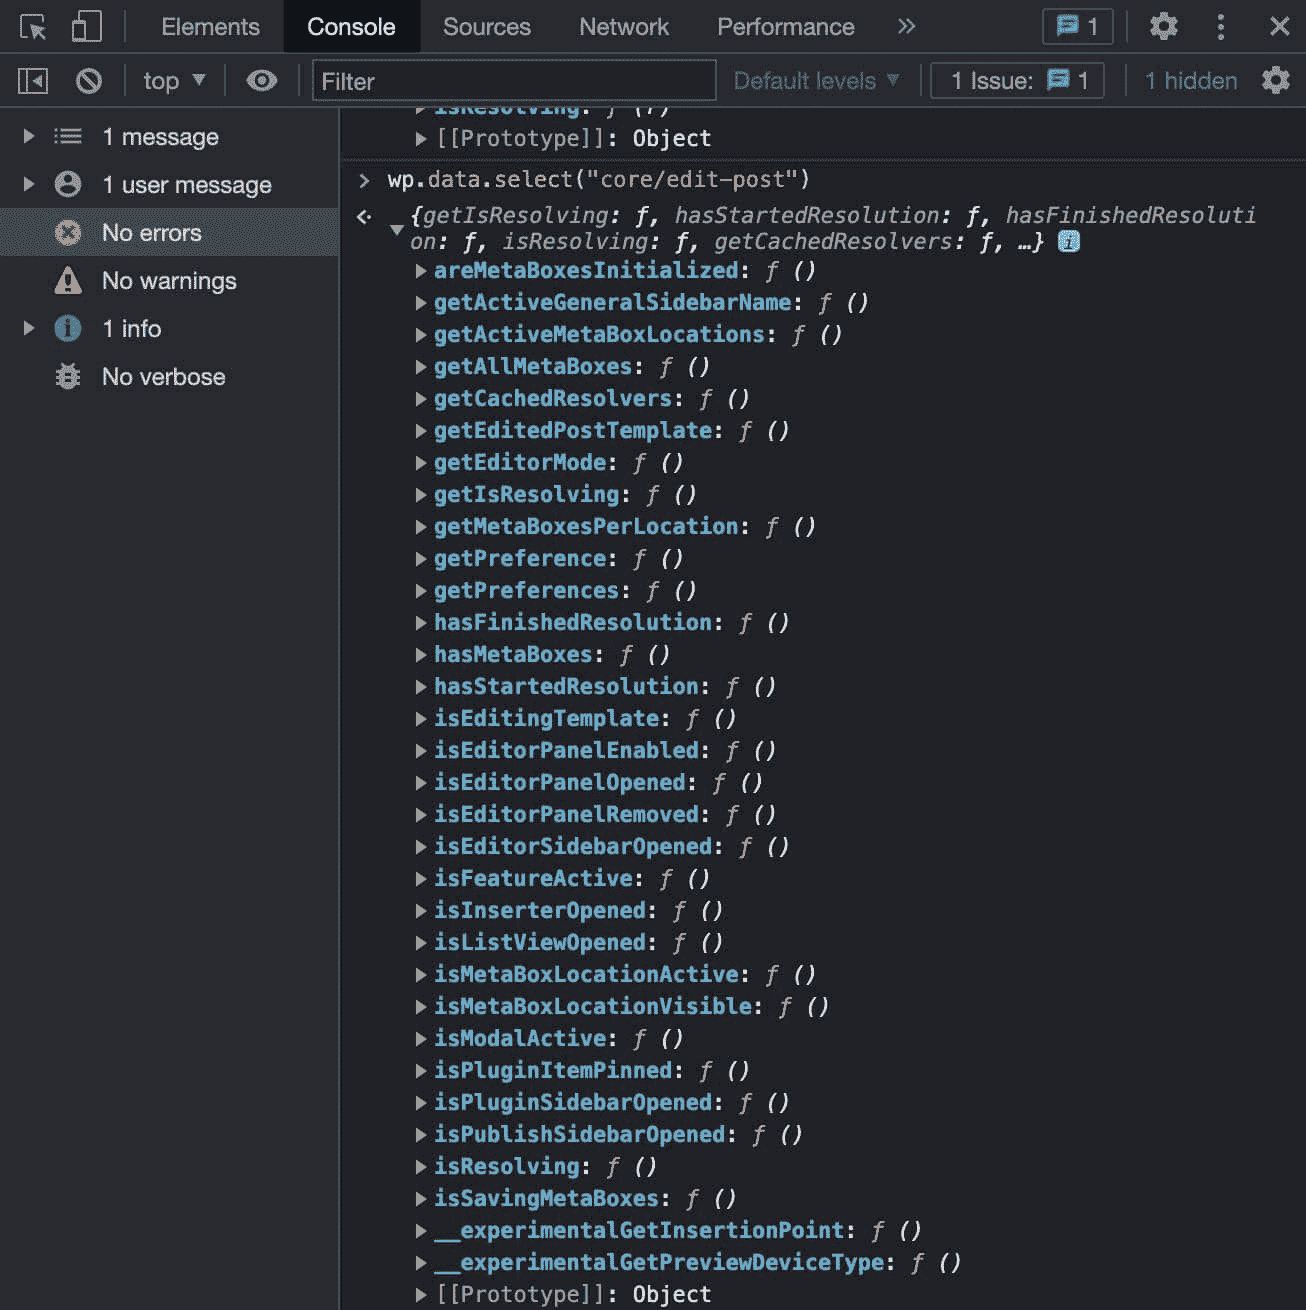 Elements Console Sources Network Performance » 1
top Filter Default levels 1 Issue: 1 1 hidden
1 message
1 user message
No errors
No warnings
1 info
No verbose
isResolving: ƒ (r)
[[Prototype]]: Object
> wp.data.select("core/edit-post")
{getIsResolving: ƒ, hasStartedResolution: ƒ, hasFinishedResoluti
on: ƒ, isResolving: ƒ, getCachedResolvers: ƒ, …} i
areMetaBoxesInitialized: ƒ ()
getActiveGeneralSidebarName: ƒ ()
getActiveMetaBoxLocations: ƒ ()
getAllMetaBoxes: ƒ ()
getCachedResolvers: ƒ ()
getEditedPostTemplate: ƒ ()
getEditorMode: ƒ ()
getIsResolving: ƒ ()
getMetaBoxesPerLocation: ƒ ()
getPreference: ƒ ()
getPreferences: ƒ ()
hasFinishedResolution: ƒ ()
hasMetaBoxes: ƒ ()
hasStartedResolution: ƒ ()
isEditingTemplate: ƒ ()
isEditorPanelEnabled: ƒ ()
isEditorPanelOpened: ƒ ()
isEditorPanelRemoved: ƒ ()
isEditorSidebarOpened: ƒ ()
isFeatureActive: ƒ ()
isInserterOpened: ƒ ()
isListViewOpened: ƒ ()
isMetaBoxLocationActive: ƒ ()
isMetaBoxLocationVisible: ƒ ()
isModalActive: ƒ ()
isPluginItemPinned: ƒ ()
isPluginSidebarOpened: ƒ ()
isPublishSidebarOpened: ƒ ()
isResolving: ƒ ()
isSavingMetaBoxes: ƒ ()
__experimentalGetInsertionPoint: ƒ ()
__experimentalGetPreviewDeviceType: ƒ ()
[[Prototype]]: Object